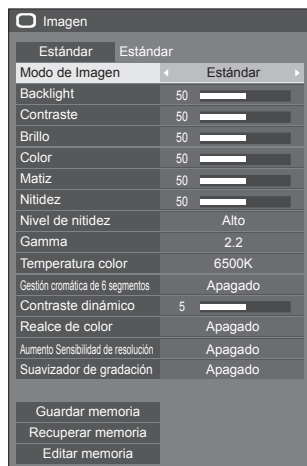 Imagen
Estándar Estándar
Modo de Imagen Estándar
Backlight 50
Contraste 50
Brillo 50
Color 50
Matiz 50
Nitidez 50
Nivel de nitidez Alto
Gamma 2.2
Temperatura color 6500K
Gestión cromática de 6 segmentos Apagado
Contraste dinámico 5
Realce de color Apagado
Aumento Sensibilidad de resolución Apagado
Suavizador de gradación Apagado
Guardar memoria
Recuperar memoria
Editar memoria